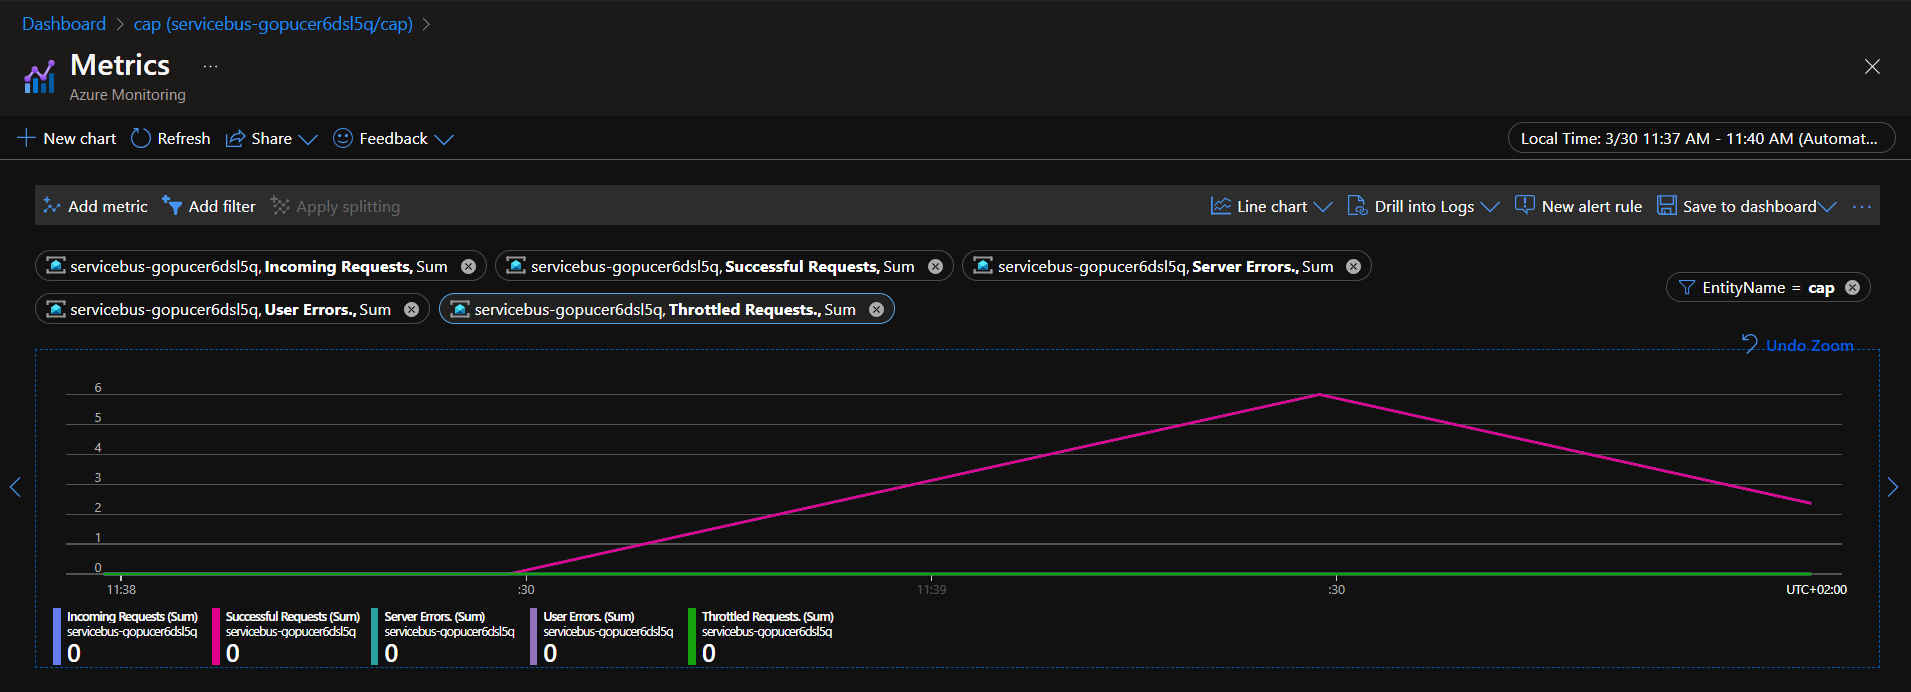 Dashboard > cap (servicebus-gopucer6dsl5q/cap) >
Metrics ...
Azure Monitoring
New chart Refresh Share Feedback
Local Time: 3/30 11:37 AM - 11:40 AM (Automat...
Add metric Add filter Apply splitting
Line chart Drill into Logs New alert rule Save to dashboard ...
servicebus-gopucer6dsl5q, Incoming Requests, Sum
servicebus-gopucer6dsl5q, Successful Requests, Sum
servicebus-gopucer6dsl5q, Server Errors., Sum
servicebus-gopucer6dsl5q, User Errors., Sum
servicebus-gopucer6dsl5q, Throttled Requests., Sum
EntityName = cap
Undo Zoom
6
5
4
3
2
1
0
11:38 :30 11:39 :30 UTC+02:00
Incoming Requests (Sum)
servicebus-gopucer6dsl5q
0
Successful Requests (Sum)
servicebus-gopucer6dsl5q
0
Server Errors. (Sum)
servicebus-gopucer6dsl5q
0
User Errors. (Sum)
servicebus-gopucer6dsl5q
0
Throttled Requests. (Sum)
servicebus-gopucer6dsl5q
0